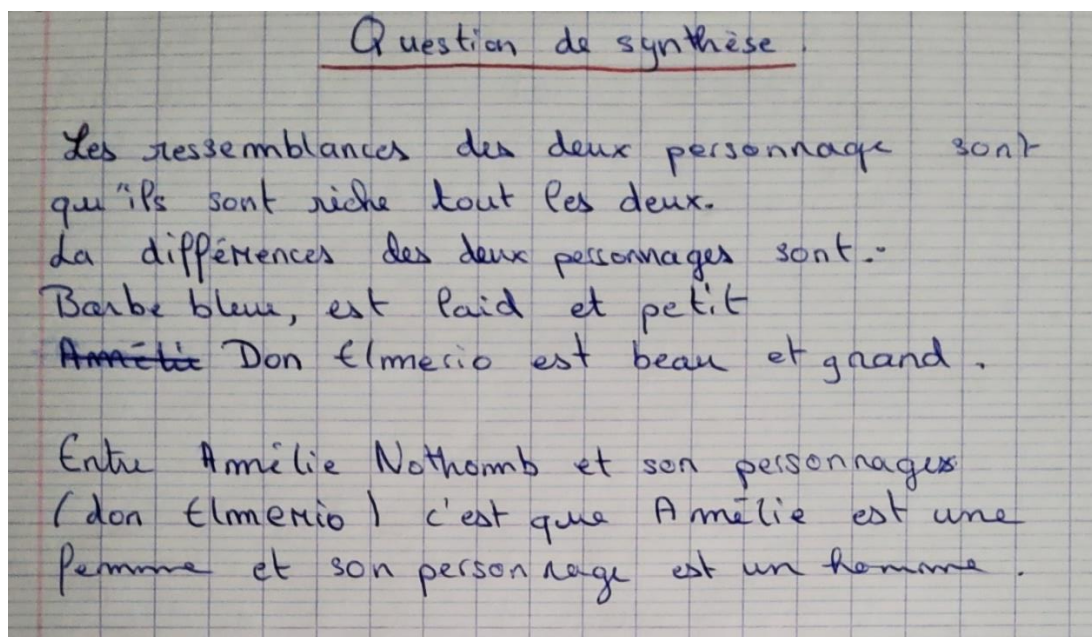 Question de synthèse.
Les ressemblances des deux personnage sont
qu'ils sont riche tout les deux.
La différences des deux personnages sont.
Barbe bleue, est laid et petit
Amélie Don Elmerio est beau et grand.
Entre Amélie Nothomb et son personnages
(don Elmerio) c'est que Amélie est une
femme et son personnage est un homme.